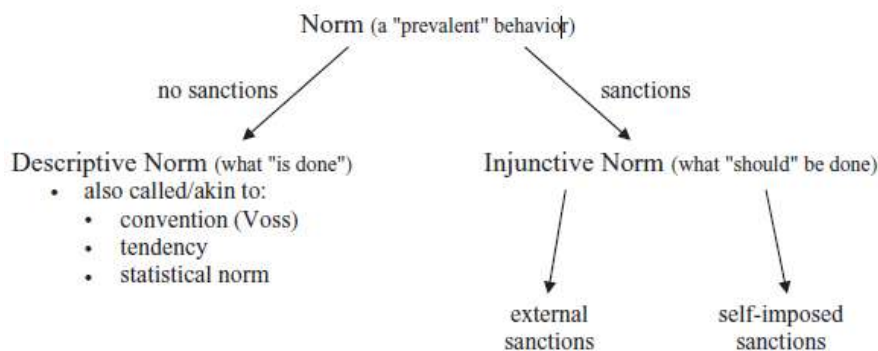 Norm (a "prevalent" behavior)
no sanctions
sanctions
Descriptive Norm (what "is done")
Injunctive Norm (what "should" be done)
• also called/akin to:
• convention (Voss)
• tendency
• statistical norm
external
sanctions
self-imposed
sanctions